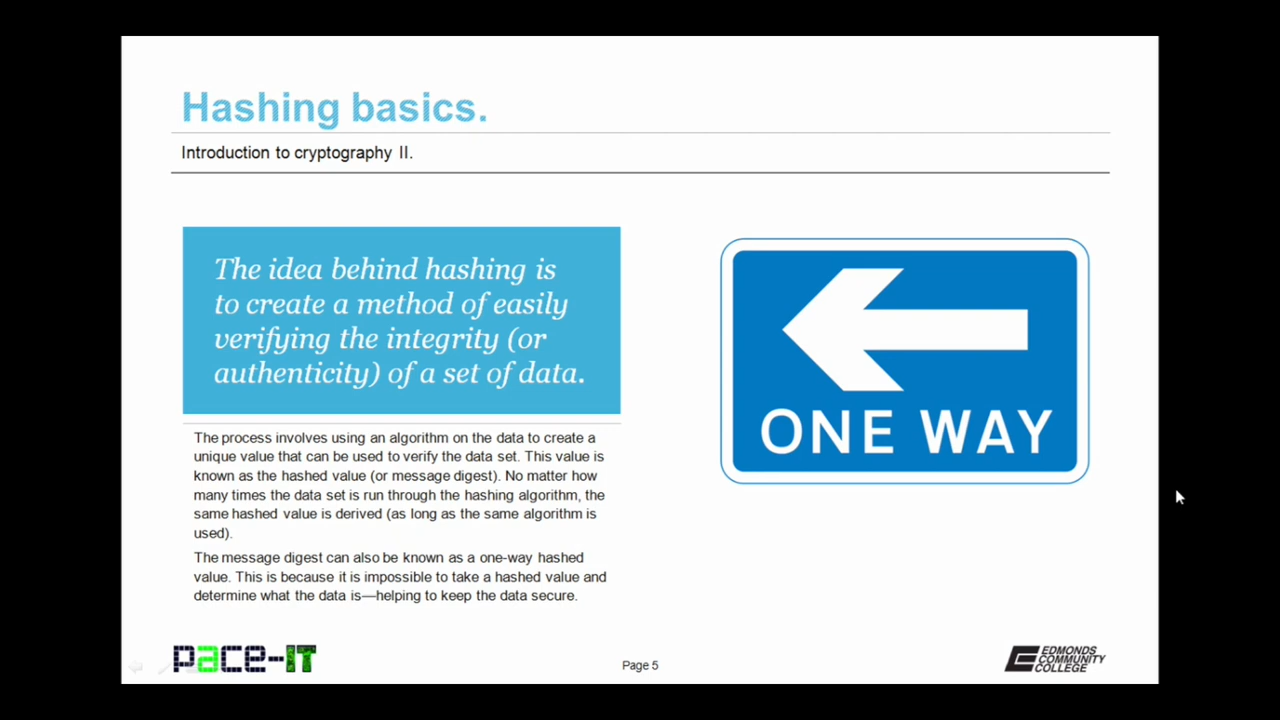 Hashing basics.
Introduction to cryptography II.
The idea behind hashing is
to create a method of easily
verifying the integrity (or
authenticity) of a set of data.
The process involves using an algorithm on the data to create a
unique value that can be used to verify the data set. This value is
known as the hashed value (or message digest). No matter how
many times the data set is run through the hashing algorithm, the
same hashed value is derived (as long as the same algorithm is
used).
The message digest can also be known as a one-way hashed
value. This is because it is impossible to take a hashed value and
determine what the data is—helping to keep the data secure.
ONE WAY
pace-IT
Page 5
EDMONDS
COMMUNITY
COLLEGE